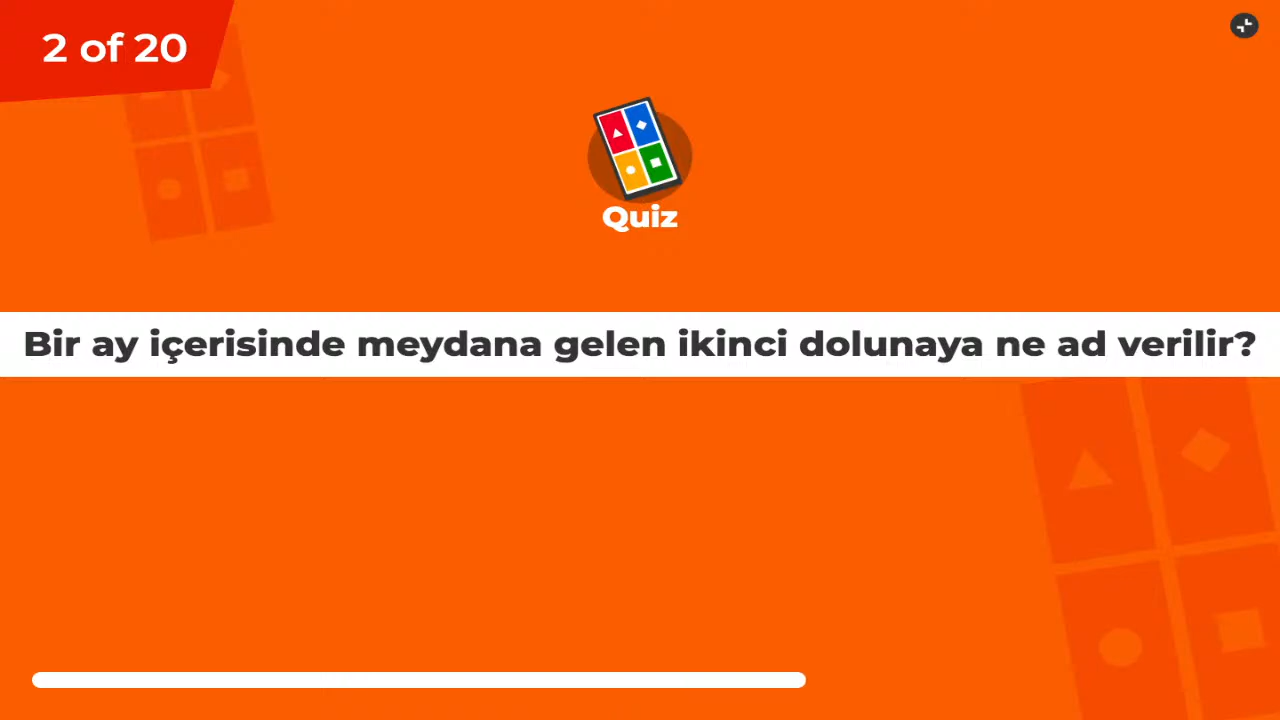 2 of 20
Quiz
Bir ay içerisinde meydana gelen ikinci dolunaya ne ad verilir?